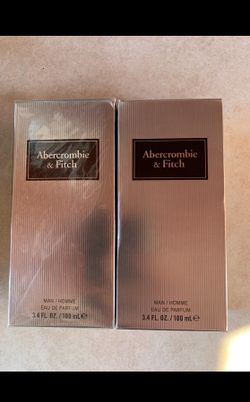 Abercrombie
& Fitch
MAN / HOMME
EAU DE PARFUM
3.4 FL. OZ. / 100 mL ℮
Abercrombie
& Fitch
MAN / HOMME
EAU DE PARFUM
3.4 FL. OZ. / 100 mL ℮